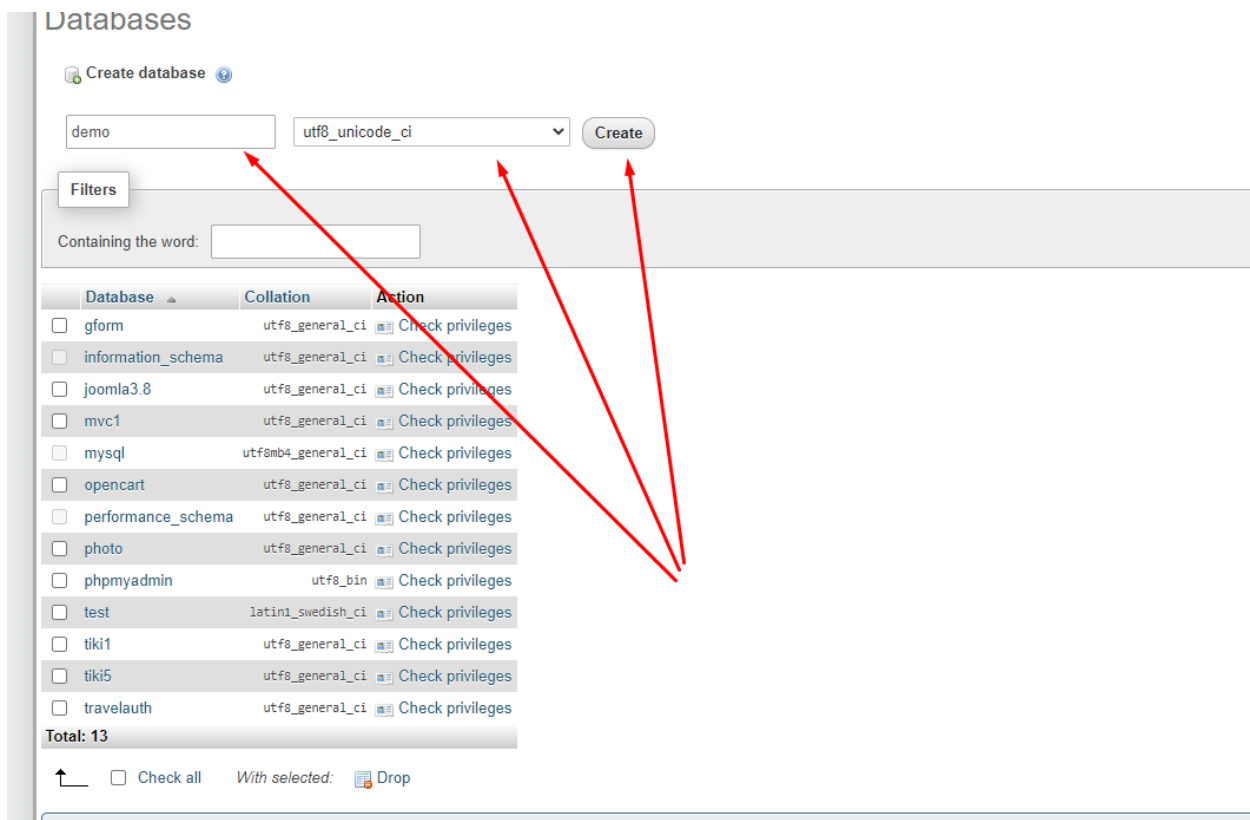 Databases
Create database
demo utf8_unicode_ci Create
Filters
Containing the word:
Database Collation Action
gform utf8_general_ci Check privileges
information_schema utf8_general_ci Check privileges
joomla3.8 utf8_general_ci Check privileges
mvc1 utf8_general_ci Check privileges
mysql utf8mb4_general_ci Check privileges
opencart utf8_general_ci Check privileges
performance_schema utf8_general_ci Check privileges
photo utf8_general_ci Check privileges
phpmyadmin utf8_bin Check privileges
test latin1_swedish_ci Check privileges
tiki1 utf8_general_ci Check privileges
tiki5 utf8_general_ci Check privileges
travelauth utf8_general_ci Check privileges
Total: 13
Check all With selected: Drop